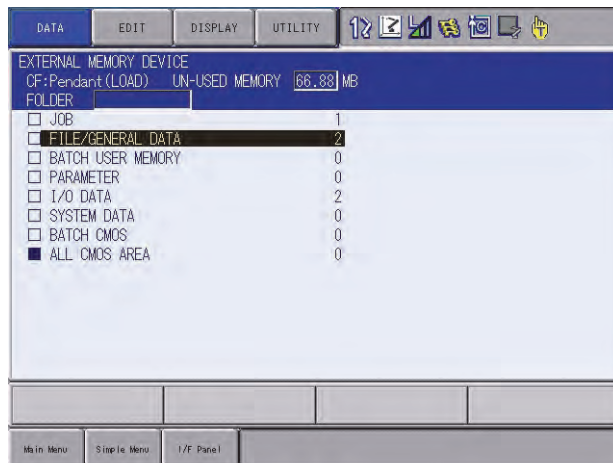 DATA EDIT DISPLAY UTILITY
EXTERNAL MEMORY DEVICE
CF:Pendant(LOAD) UN-USED MEMORY 66.88 MB
FOLDER
JOB 1
FILE/GENERAL DATA 2
BATCH USER MEMORY 0
PARAMETER 0
I/O DATA 2
SYSTEM DATA 0
BATCH CMOS 0
ALL CMOS AREA 0
Main Menu Simple Menu I/F Panel